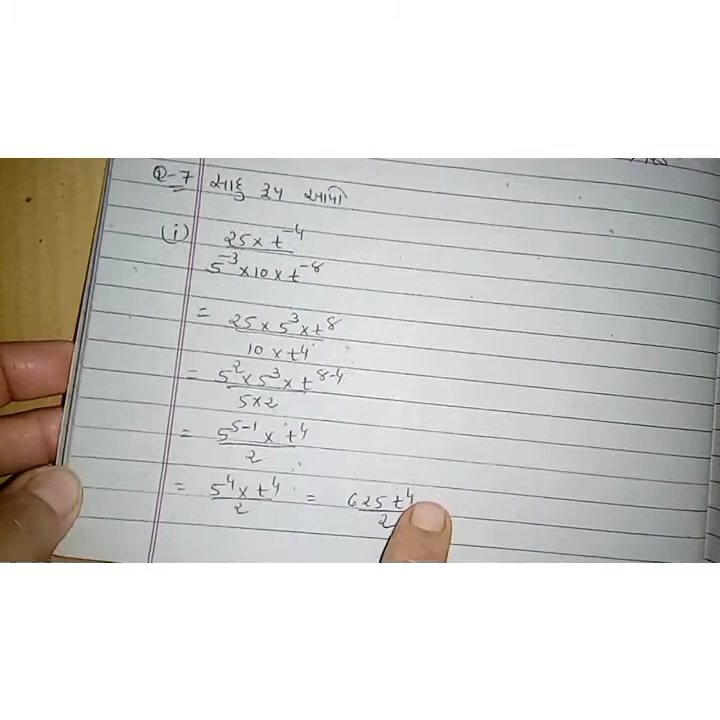 Q-7 સાદુ રૂપ આપો
(i) 25 × t⁻⁴
5⁻³ × 10 × t⁻⁸
= 25 × 5³ × t⁸
10 × t⁴
= 5² × 5³ × t⁸⁻⁴
5 × 2
= 5⁵⁻¹ × t⁴
2
= 5⁴ × t⁴ = 625 t⁴
2 2